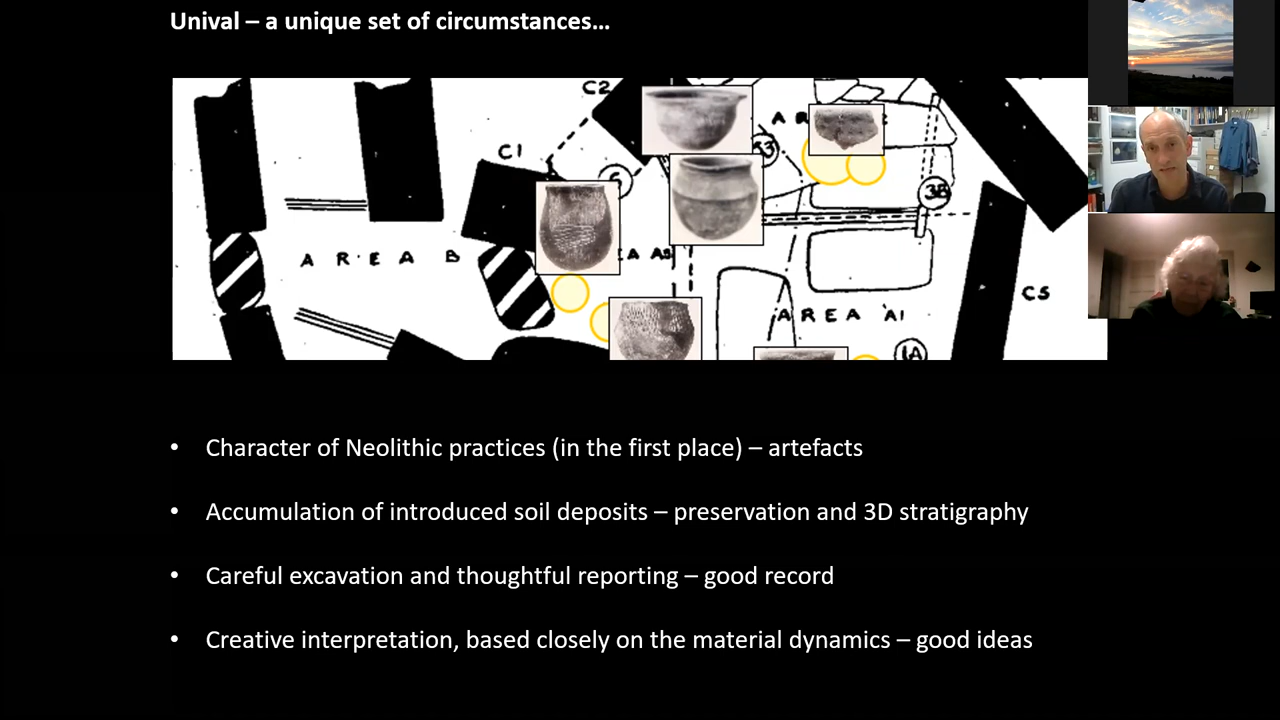 Unival – a unique set of circumstances…
C2
C1
3B
AREA B
AREA A1
C5
1A
• Character of Neolithic practices (in the first place) – artefacts
• Accumulation of introduced soil deposits – preservation and 3D stratigraphy
• Careful excavation and thoughtful reporting – good record
• Creative interpretation, based closely on the material dynamics – good ideas